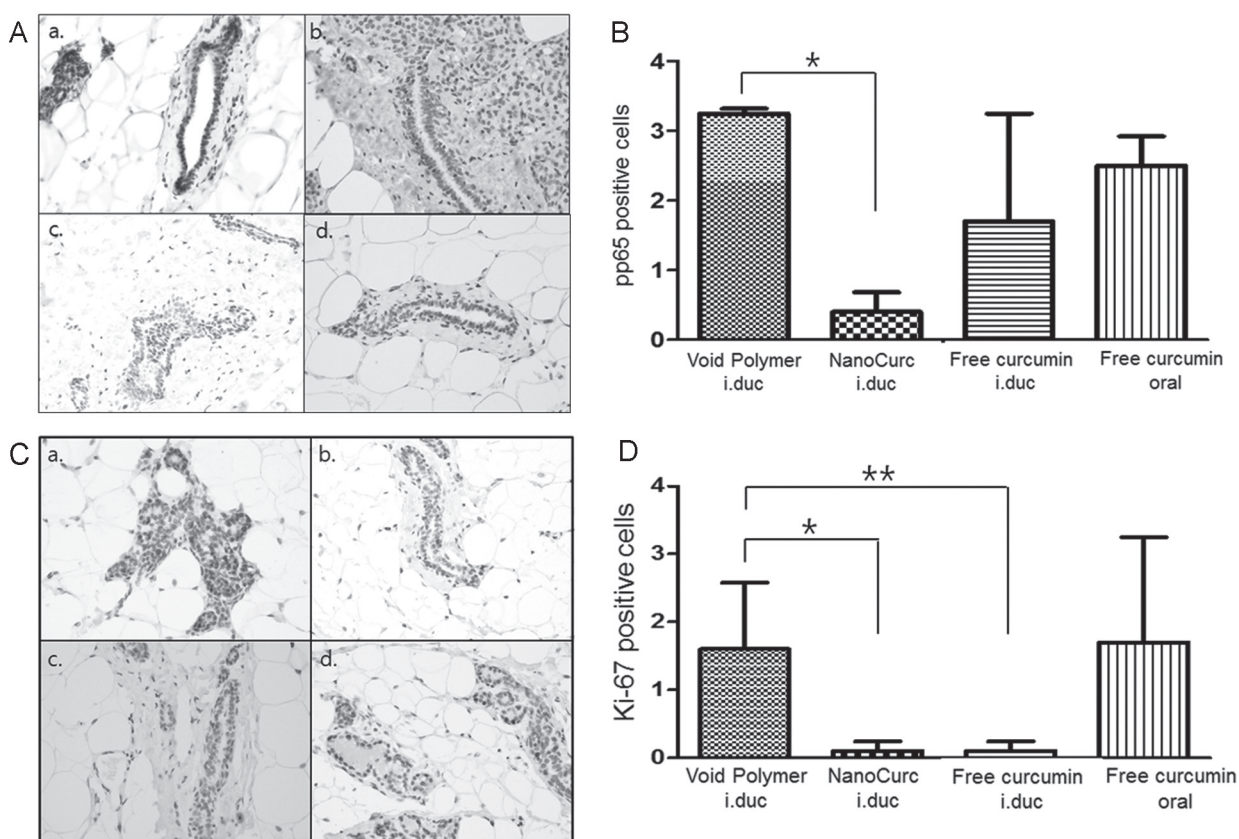 A
a.
b.
c.
d.
B
pp65 positive cells
4
3
2
1
0
*
Void Polymer
i.duc
NanoCurc
i.duc
Free curcumin
i.duc
Free curcumin
oral
C
a.
b.
c.
d.
D
Ki-67 positive cells
4
3
2
1
0
**
*
Void Polymer
i.duc
NanoCurc
i.duc
Free curcumin
i.duc
Free curcumin
oral